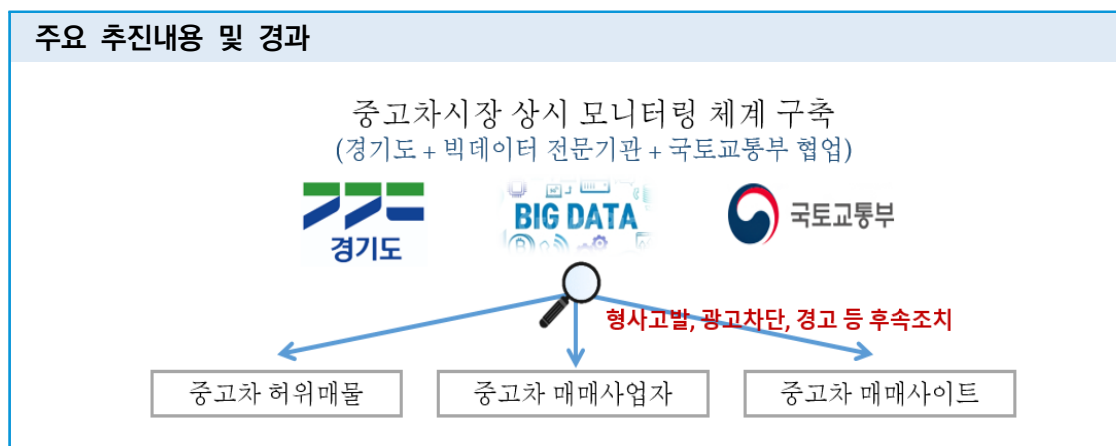 주요 추진내용 및 경과
중고차시장 상시 모니터링 체계 구축
(경기도 + 빅데이터 전문기관 + 국토교통부 협업)
경기도
BIG DATA
국토교통부
형사고발, 광고차단, 경고 등 후속조치
중고차 허위매물
중고차 매매사업자
중고차 매매사이트